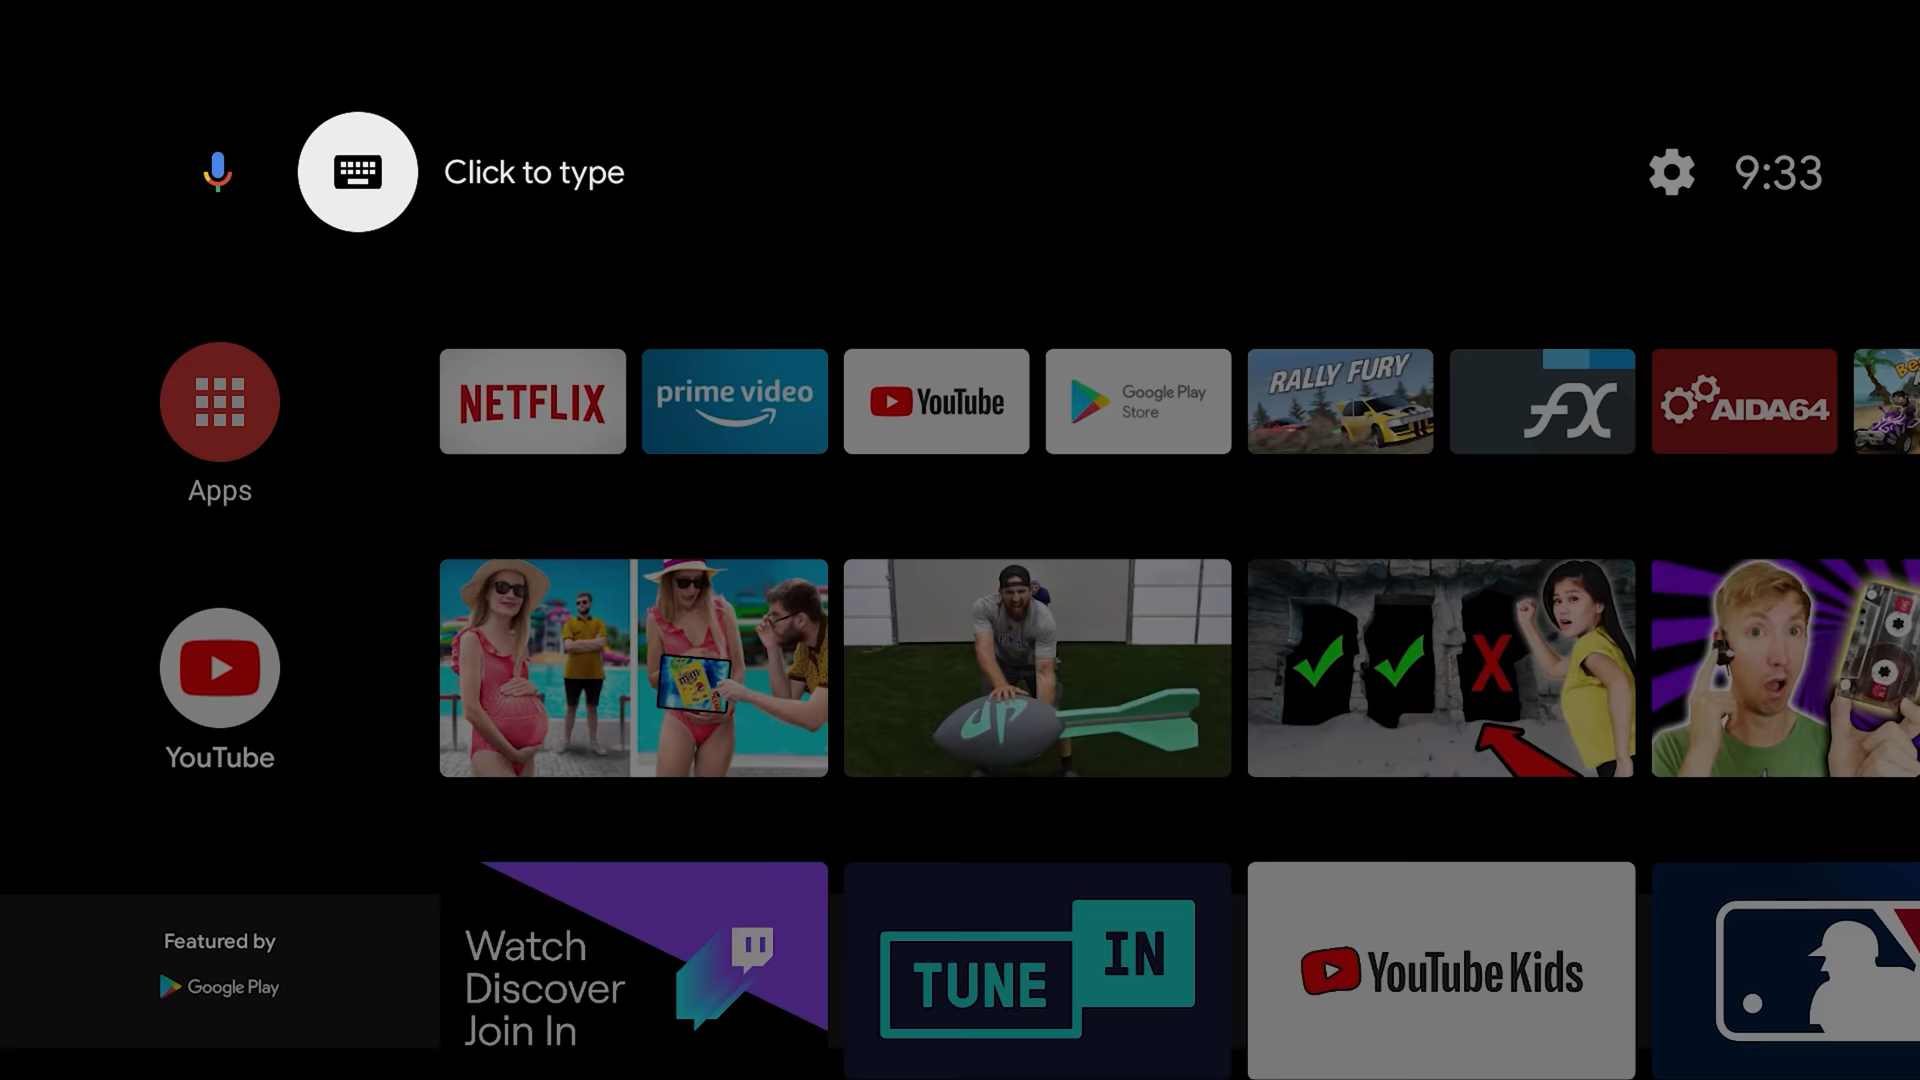 Click to type
9:33
Apps
NETFLIX
prime video
YouTube
Google Play
Store
RALLY FURY
fX
AIDA64
YouTube
X
Featured by
Google Play
Watch
Discover
Join In
TUNE
IN
YouTube Kids